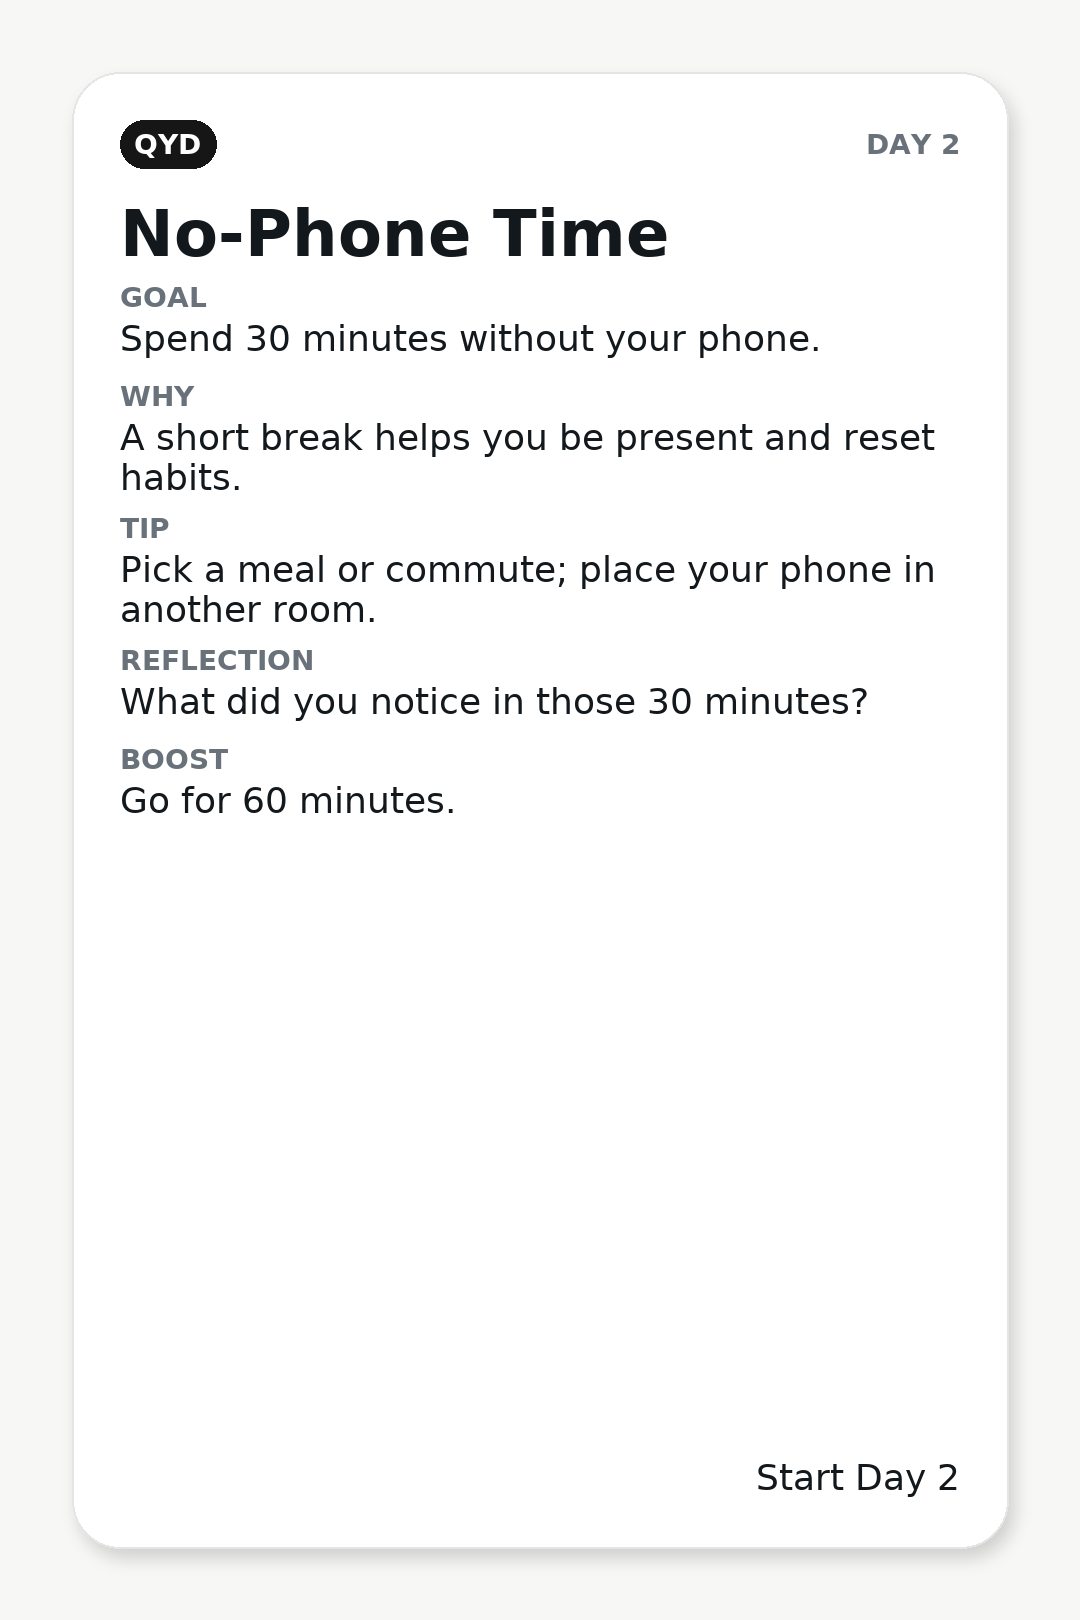 QYD
DAY 2
No-Phone Time
GOAL
Spend 30 minutes without your phone.
WHY
A short break helps you be present and reset
habits.
TIP
Pick a meal or commute; place your phone in
another room.
REFLECTION
What did you notice in those 30 minutes?
BOOST
Go for 60 minutes.
Start Day 2